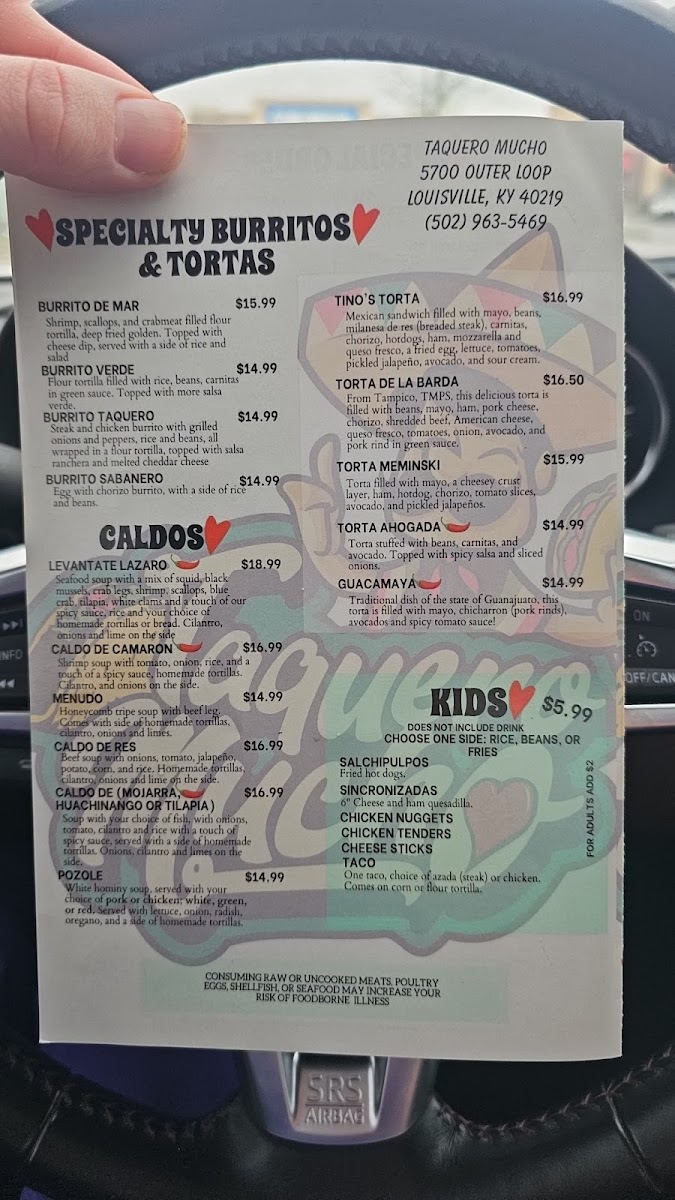 TAQUERO MUCHO
5700 OUTER LOOP
LOUISVILLE, KY 40219
(502) 963-5469
SPECIALTY BURRITOS
& TORTAS
BURRITO DE MAR $15.99
Shrimp, scallops, and crabmeat filled flour
tortilla, deep fried golden. Topped with
cheese dip, served with a side of rice and
salad
BURRITO VERDE $14.99
Flour tortilla filled with rice, beans, carnitas
in green sauce. Topped with more salsa
verde.
BURRITO TAQUERO $14.99
Steak and chicken burrito with grilled
onions and peppers, rice and beans, all
wrapped in a flour tortilla, topped with salsa
ranchera and melted cheddar cheese
BURRITO SABANERO $14.99
Egg with chorizo burrito, with a side of rice
and beans.
CALDOS
LEVANTATE LAZARO $18.99
Seafood soup with a mix of squid, black
mussels, crab legs, shrimp, scallops, blue
crab, tilapia, white clams and a touch of our
spicy sauce, rice and your choice of
homemade tortillas or bread. Cilantro,
onions and lime on the side
CALDO DE CAMARON $16.99
Shrimp soup with tomato, onion, rice, and a
touch of a spicy sauce, homemade tortillas.
Cilantro, and onions on the side.
MENUDO $14.99
Honeycomb tripe soup with beef leg.
Comes with side of homemade tortillas,
cilantro, onions and limes.
CALDO DE RES $16.99
Beef soup with onions, tomato, jalapeño,
potato, corn, and rice. Homemade tortillas,
cilantro, onions and lime on the side.
CALDO DE (MOJARRA, $16.99
HUACHINANGO OR TILAPIA)
Soup with your choice of fish, with onions,
tomato, cilantro and rice with a touch of
spicy sauce, served with a side of homemade
tortillas. Onions, cilantro and limes on the
side.
POZOLE $14.99
White hominy soup, served with your
choice of pork or chicken; white, green,
or red. Served with lettuce, onion, radish,
oregano, and a side of homemade tortillas.
TINO'S TORTA $16.99
Mexican sandwich filled with mayo, beans,
milanesa de res (breaded steak), carnitas,
chorizo, hotdogs, ham, mozzarella and
queso fresco, a fried egg, lettuce, tomatoes,
pickled jalapeño, avocado, and sour cream.
TORTA DE LA BARDA $16.50
From Tampico, TMPS, this delicious torta is
filled with beans, mayo, ham, pork cheese,
chorizo, shredded beef, American cheese,
queso fresco, tomatoes, onion, avocado, and
pork rind in green sauce.
TORTA MEMINSKI $15.99
Torta filled with mayo, a cheesey crust
layer, ham, hotdog, chorizo, tomato slices,
avocado, and pickled jalapeños.
TORTA AHOGADA $14.99
Torta stuffed with beans, carnitas, and
avocado. Topped with spicy salsa and sliced
onions.
GUACAMAYA $14.99
Traditional dish of the state of Guanajuato, this
torta is filled with mayo, chicharron (pork rinds),
avocados and spicy tomato sauce!
KIDS $5.99
DOES NOT INCLUDE DRINK
CHOOSE ONE SIDE: RICE, BEANS, OR
FRIES
SALCHIPULPOS
Fried hot dogs.
SINCRONIZADAS
6" Cheese and ham quesadilla.
CHICKEN NUGGETS
CHICKEN TENDERS
CHEESE STICKS
TACO
One taco, choice of azada (steak) or chicken.
Comes on corn or flour tortilla.
FOR ADULTS ADD $2
Taquero
Mucho
CONSUMING RAW OR UNCOOKED MEATS, POULTRY
EGGS, SHELLFISH, OR SEAFOOD MAY INCREASE YOUR
RISK OF FOODBORNE ILLNESS
INFO
ON
OFF/CAN
SRS
AIRBAG